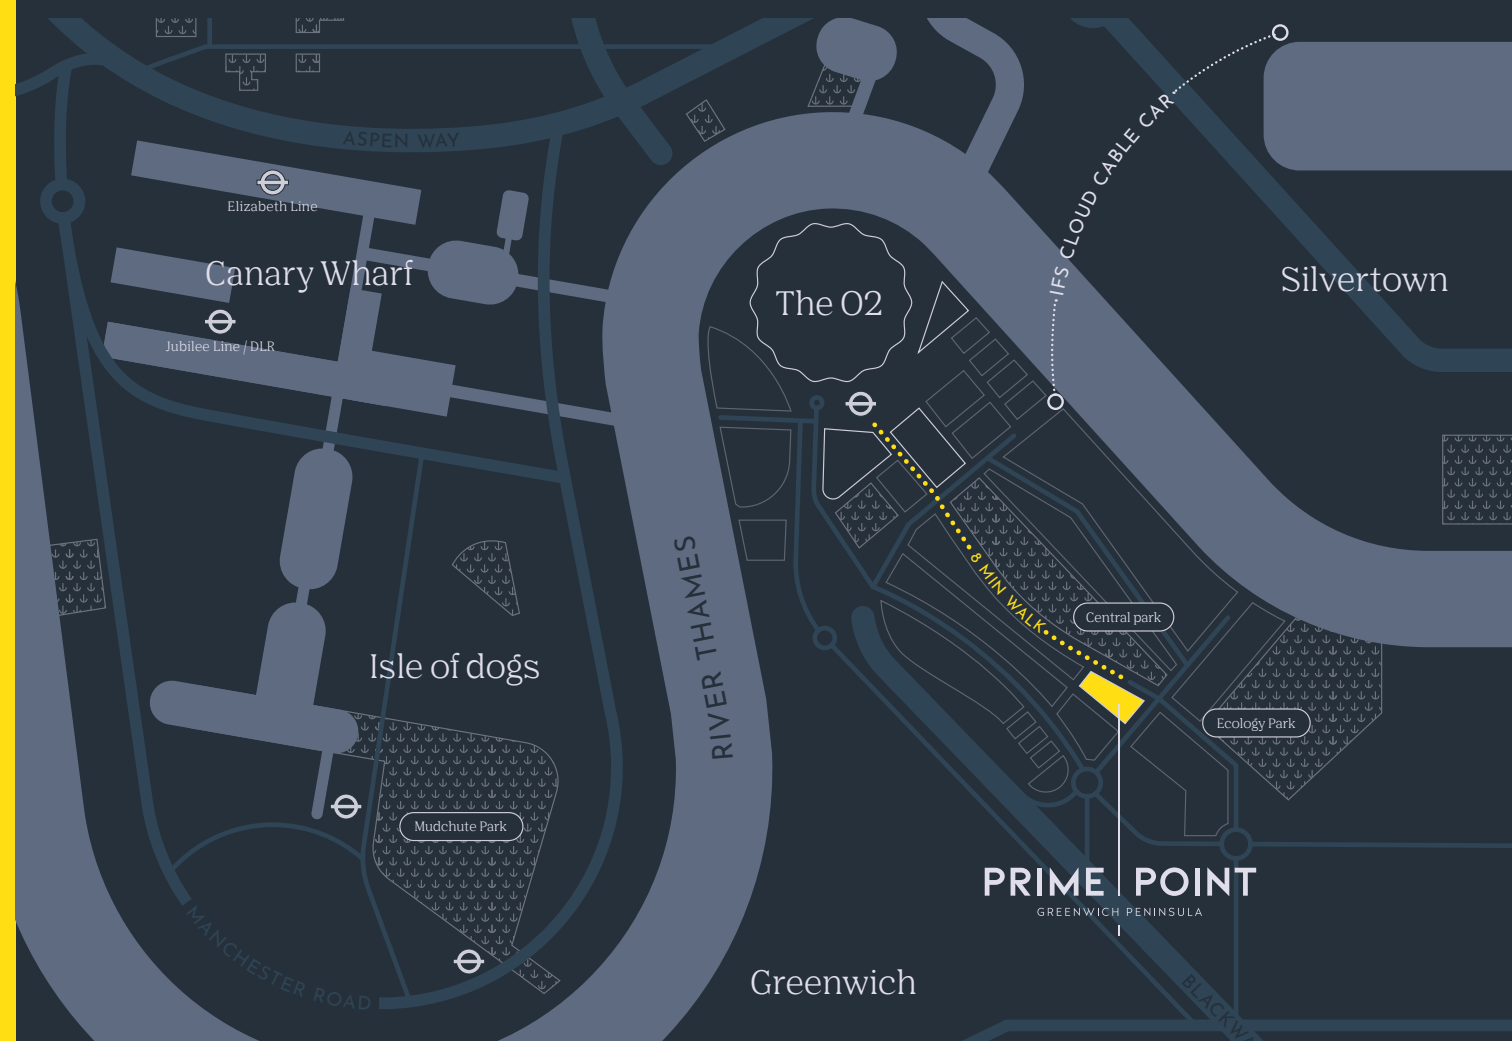 ASPEN WAY
IFS CLOUD CABLE CAR
Elizabeth Line
Canary Wharf
Silvertown
The O2
Jubilee Line / DLR
8 MIN WALK
Central park
RIVER THAMES
Isle of dogs
Ecology Park
Mudchute Park
PRIME POINT
GREENWICH PENINSULA
MANCHESTER ROAD
Greenwich